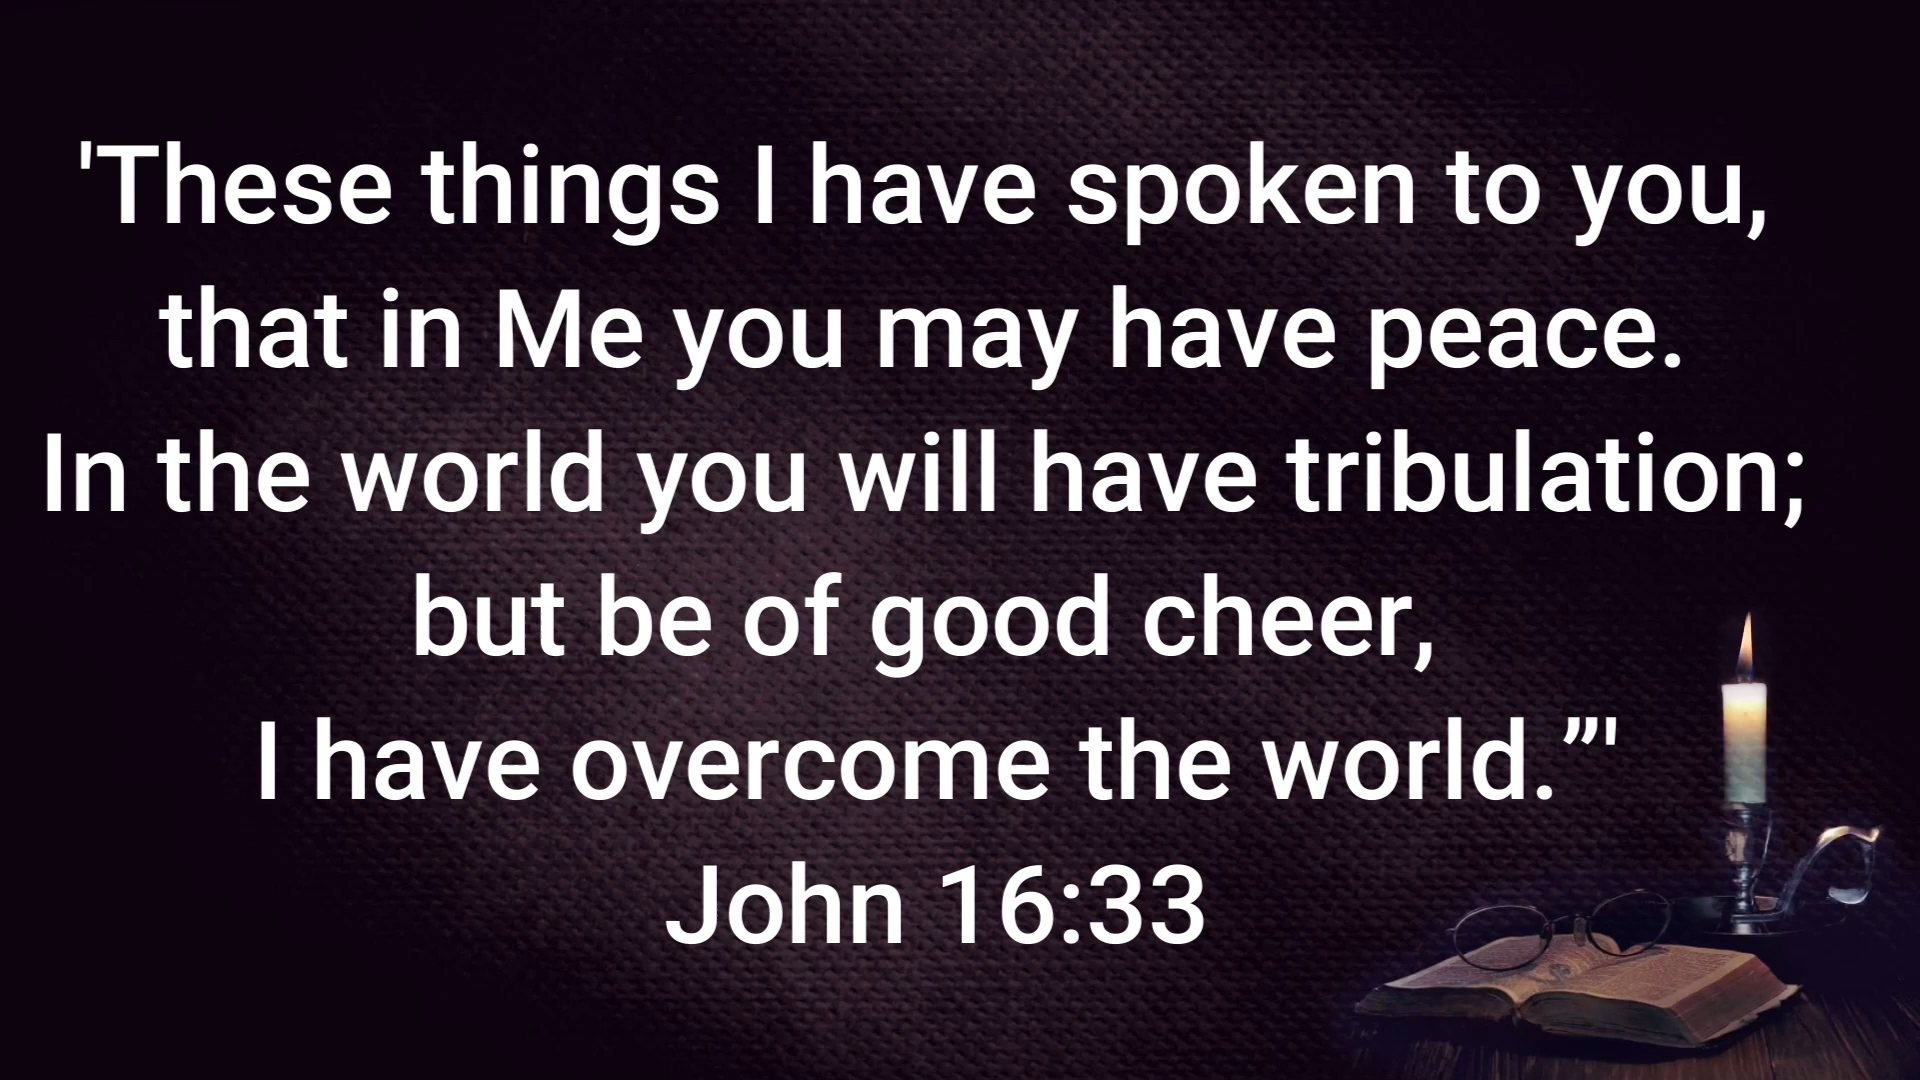 'These things I have spoken to you,
that in Me you may have peace.
In the world you will have tribulation;
but be of good cheer,
I have overcome the world.”'
John 16:33